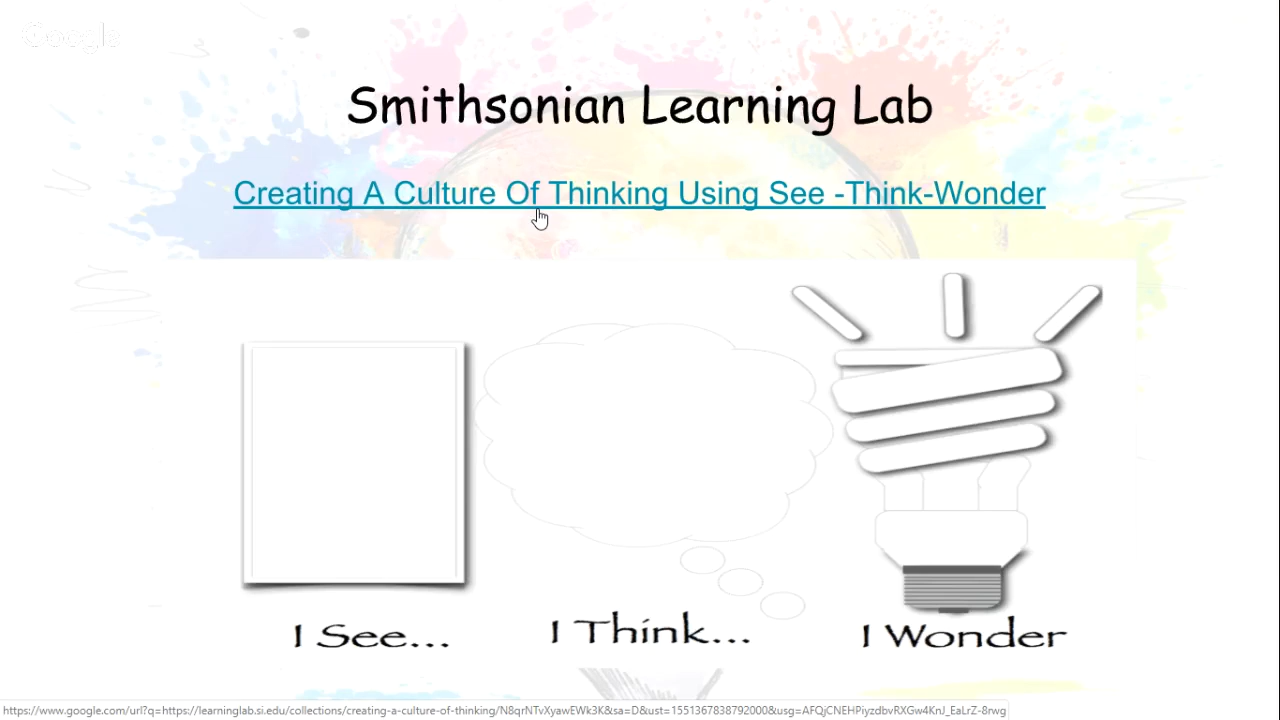 Google
Smithsonian Learning Lab
Creating A Culture Of Thinking Using See -Think-Wonder
I See...
I Think...
I Wonder
https://www.google.com/url?q=https://learninglab.si.edu/collections/creating-a-culture-of-thinking/N8qrNTvXyawEWk3K&sa=D&ust=1551367838792000&usg=AFQjCNEHPiyzdbvRXGw4KnJ_EaLrZ-8rwg